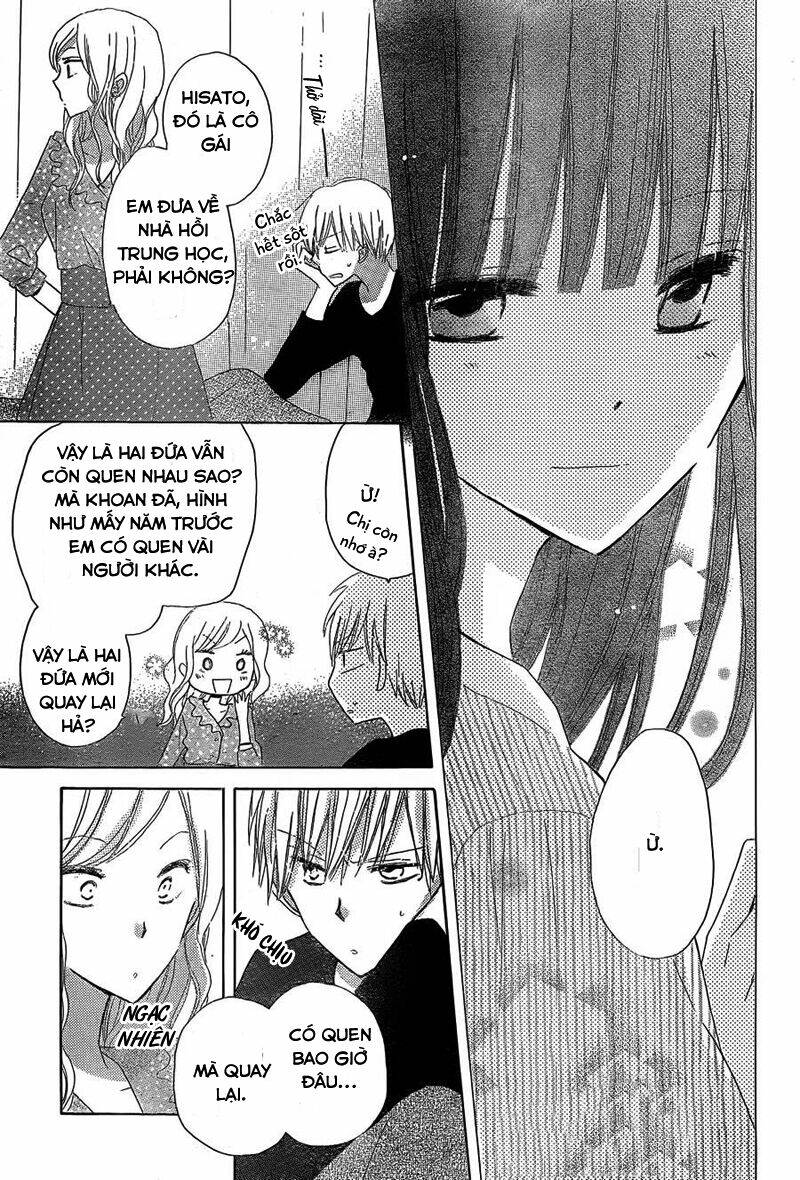 Ừ.
... Thở dài
HISATO,
ĐÓ LÀ CÔ
GÁI
EM ĐƯA VỀ
NHÀ HỒI
TRUNG HỌC,
PHẢI KHÔNG?
Chắc
hết sốt
rồi.
Ừ!
Chị còn
nhớ à?
VẬY LÀ HAI ĐỨA VẪN
CÒN QUEN NHAU SAO?
MÀ KHOAN ĐÃ, HÌNH
NHƯ MẤY NĂM TRƯỚC
EM CÓ QUEN VÀI
NGƯỜI KHÁC.
VẬY LÀ HAI
ĐỨA MỚI
QUAY LẠI
HẢ?
KHÓ CHỊU
CÓ QUEN
BAO GIỜ
ĐÂU...
MÀ QUAY
LẠI.
NGẠC
NHIÊN